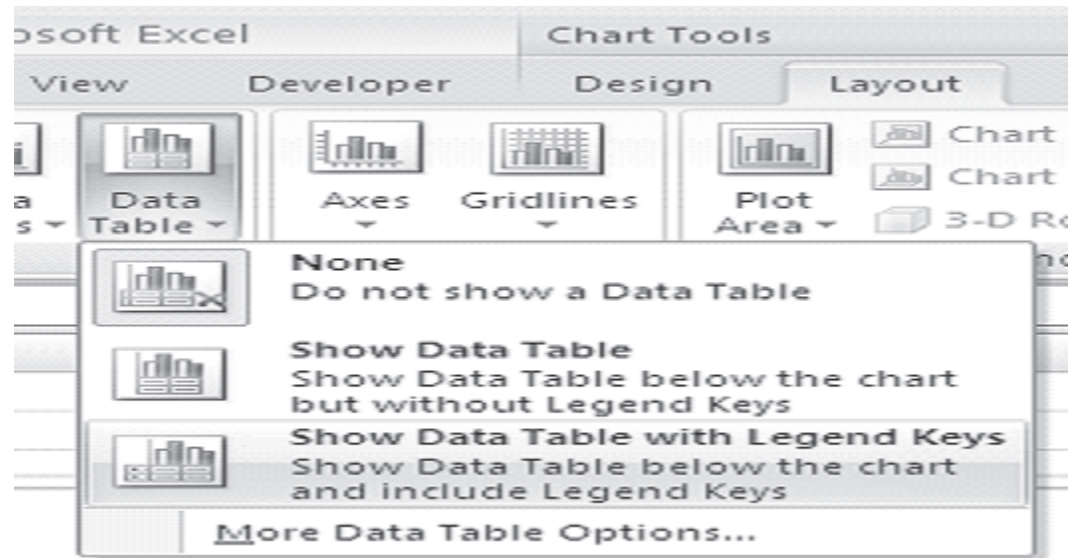 osoft Excel Chart Tools
View Developer Design Layout
Data Table Axes Gridlines Plot Area Chart
Chart
3-D Ro
None
Do not show a Data Table
Show Data Table
Show Data Table below the chart
but without Legend Keys
Show Data Table with Legend Keys
Show Data Table below the chart
and include Legend Keys
More Data Table Options...